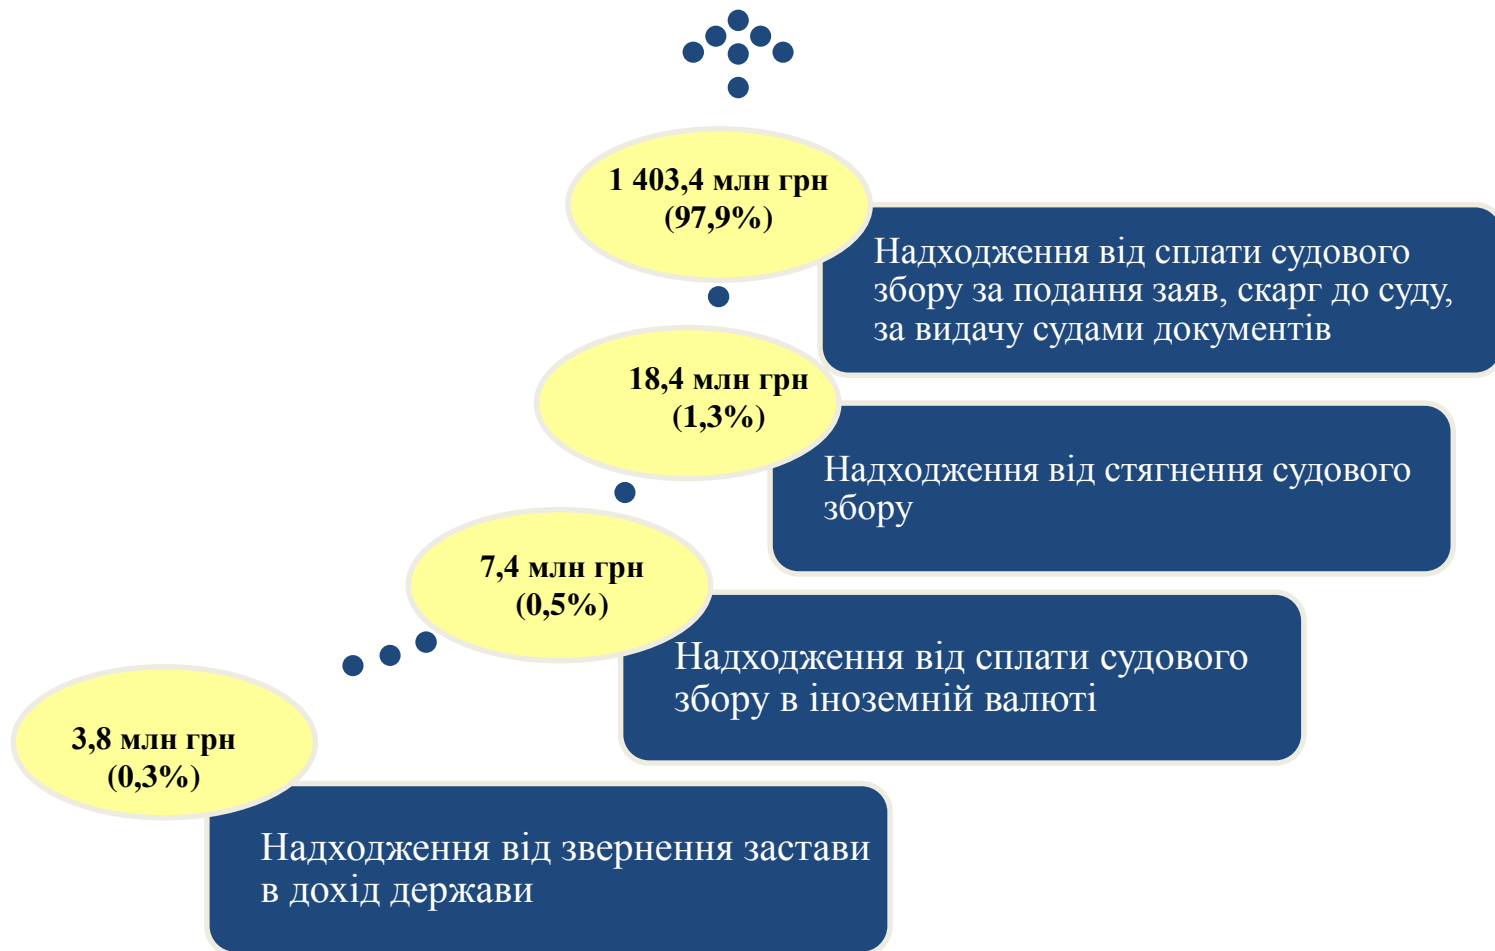 1 403,4 млн грн
(97,9%)
Надходження від сплати судового
збору за подання заяв, скарг до суду,
за видачу судами документів
18,4 млн грн
(1,3%)
Надходження від стягнення судового
збору
7,4 млн грн
(0,5%)
Надходження від сплати судового
збору в іноземній валюті
3,8 млн грн
(0,3%)
Надходження від звернення застави
в дохід держави